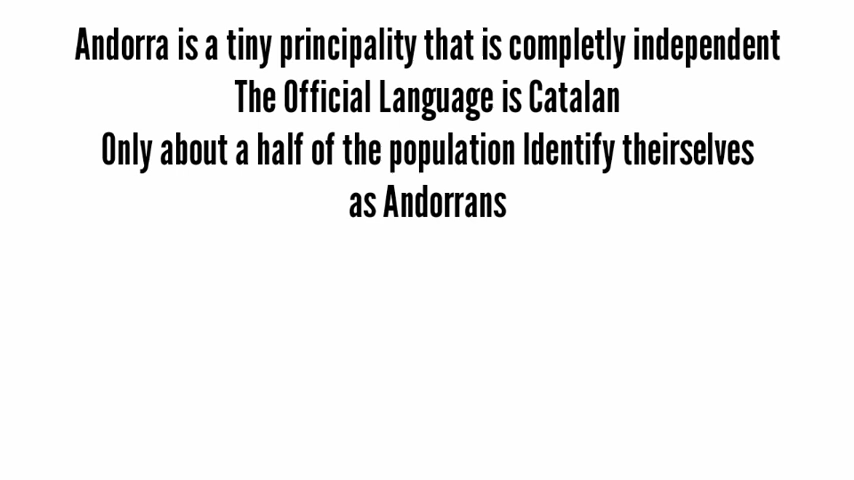 Andorra is a tiny principality that is completly independent
The Official Language is Catalan
Only about a half of the population Identify theirselves
as Andorrans